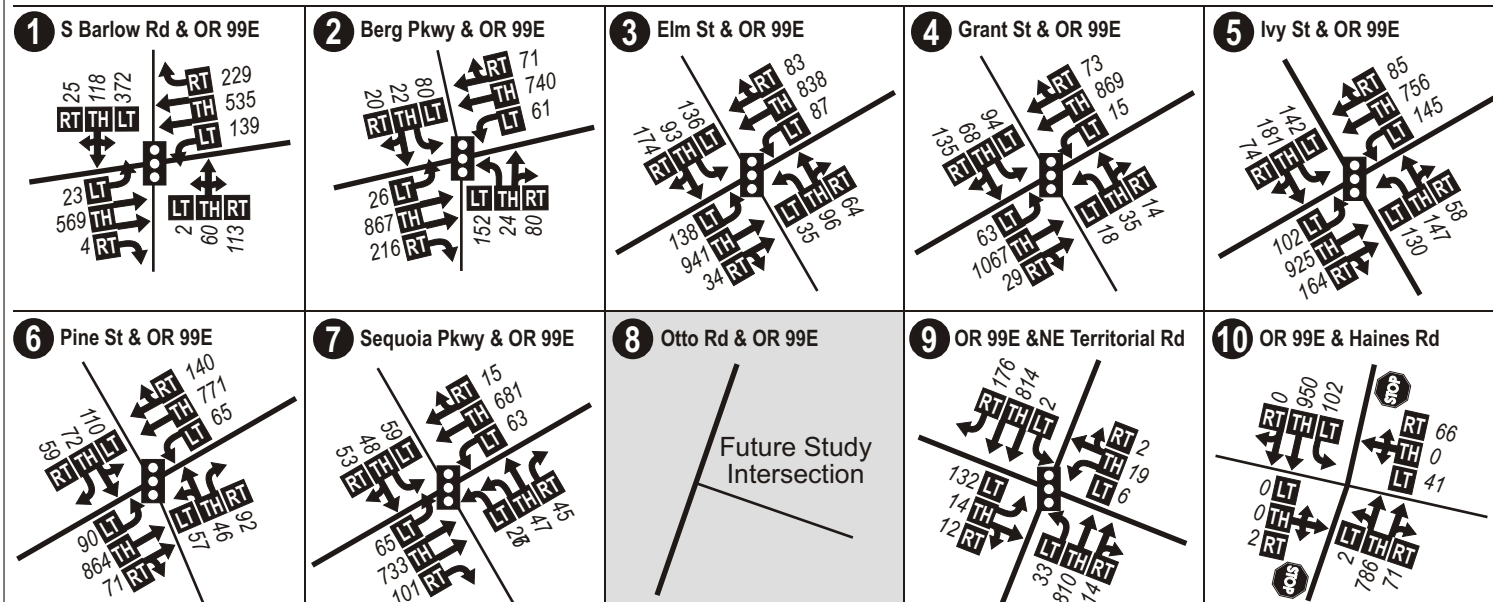 1 S Barlow Rd & OR 99E
25 118 372
RT TH LT
RT 229
TH 535
LT 139
23 LT
569 TH
4 RT
LT TH RT
2 60 113
2 Berg Pkwy & OR 99E
20 22 80
RT TH LT
RT 71
TH 740
LT 61
26 LT
867 TH
216 RT
LT TH RT
152 24 80
3 Elm St & OR 99E
174 93 136
RT TH LT
RT 83
TH 838
LT 87
138 LT
941 TH
34 RT
LT TH RT
35 96 64
4 Grant St & OR 99E
135 68 94
RT TH LT
RT 73
TH 869
LT 15
63 LT
1067 TH
29 RT
LT TH RT
18 35 14
5 Ivy St & OR 99E
74 181 142
RT TH LT
RT 85
TH 756
LT 145
102 LT
925 TH
164 RT
LT TH RT
130 147 58
6 Pine St & OR 99E
59 72 110
RT TH LT
RT 140
TH 771
LT 65
90 LT
864 TH
71 RT
LT TH RT
57 46 92
7 Sequoia Pkwy & OR 99E
53 48 59
RT TH LT
RT 15
TH 681
LT 63
65 LT
733 TH
101 RT
LT TH RT
47 45
8 Otto Rd & OR 99E
Future Study
Intersection
9 OR 99E &NE Territorial Rd
176 814 2
RT TH LT
RT 2
TH 19
LT 6
132 LT
14 TH
12 RT
LT TH RT
33 810 14
10 OR 99E & Haines Rd
STOP
0 950 102
RT TH LT
RT 66
TH 0
LT 41
0 LT
0 TH
2 RT
LT TH RT
2 786 71
STOP